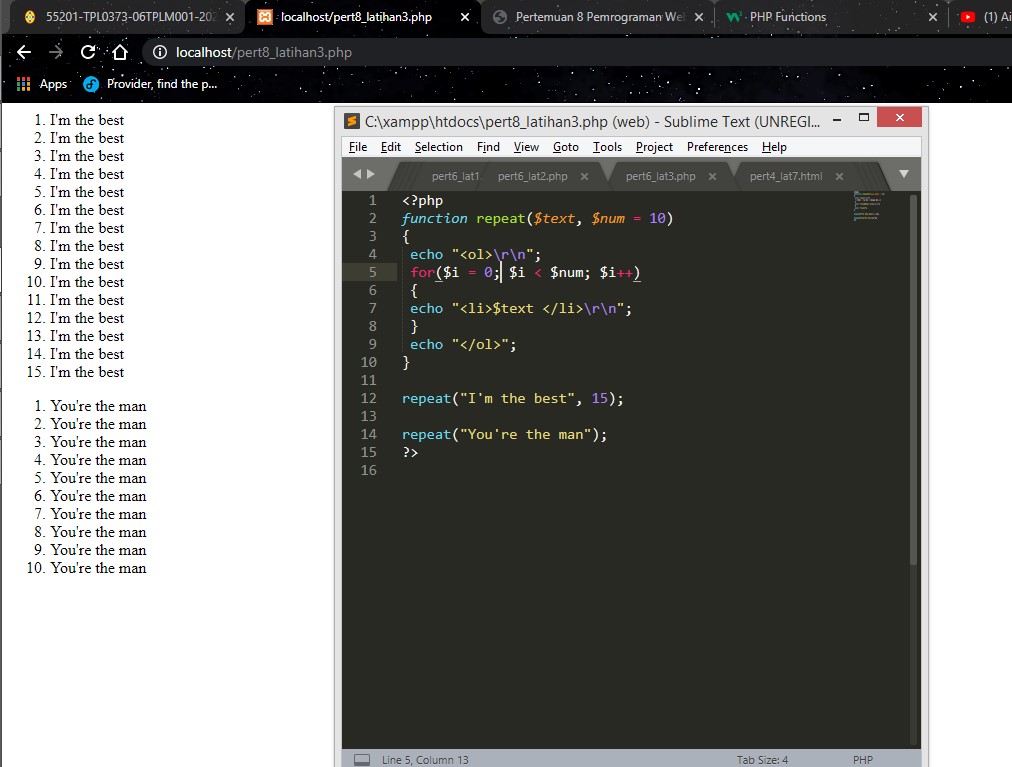 55201-TPL0373-06TPLM001-202
localhost/pert8_latihan3.php
Pertemuan 8 Pemrograman We
PHP Functions
(1) Ai
localhost/pert8_latihan3.php
Apps
Provider, find the p...
1. I'm the best
2. I'm the best
3. I'm the best
4. I'm the best
5. I'm the best
6. I'm the best
7. I'm the best
8. I'm the best
9. I'm the best
10. I'm the best
11. I'm the best
12. I'm the best
13. I'm the best
14. I'm the best
15. I'm the best
1. You're the man
2. You're the man
3. You're the man
4. You're the man
5. You're the man
6. You're the man
7. You're the man
8. You're the man
9. You're the man
10. You're the man
C:\xampp\htdocs\pert8_latihan3.php (web) - Sublime Text (UNREGI...
File Edit Selection Find View Goto Tools Project Preferences Help
pert6_lat1. pert6_lat2.php pert6_lat3.php pert4_lat7.html
1 <?php
2 function repeat($text, $num = 10)
3 {
4 echo "<ol>\r\n";
5 for($i = 0; $i < $num; $i++)
6 {
7 echo "<li>$text </li>\r\n";
8 }
9 echo "</ol>";
10 }
11
12 repeat("I'm the best", 15);
13
14 repeat("You're the man");
15 ?>
16
Line 5, Column 13
Tab Size: 4
PHP